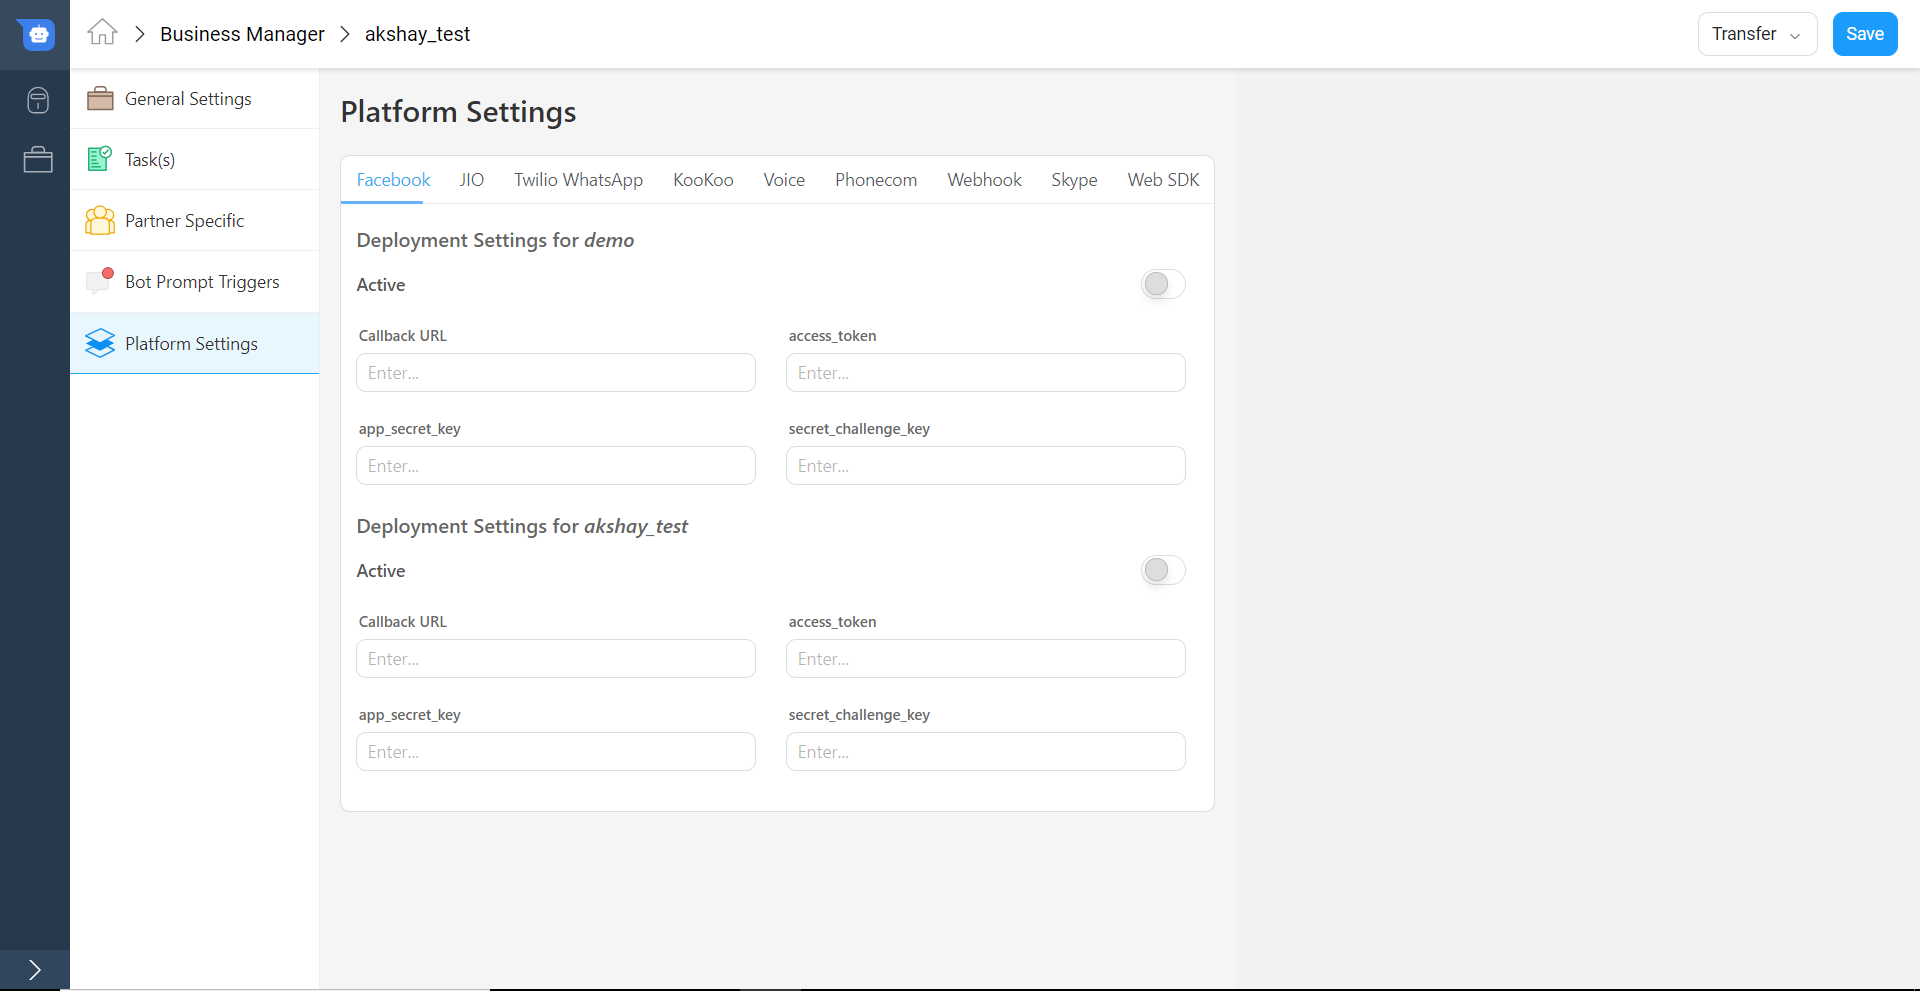 Business Manager
akshay_test
Transfer
Save
General Settings
Task(s)
Partner Specific
Bot Prompt Triggers
Platform Settings
Platform Settings
Facebook JIO Twilio WhatsApp KooKoo Voice Phonecom Webhook Skype Web SDK
Deployment Settings for demo
Active
Callback URL access_token
Enter... Enter...
app_secret_key secret_challenge_key
Enter... Enter...
Deployment Settings for akshay_test
Active
Callback URL access_token
Enter... Enter...
app_secret_key secret_challenge_key
Enter... Enter...